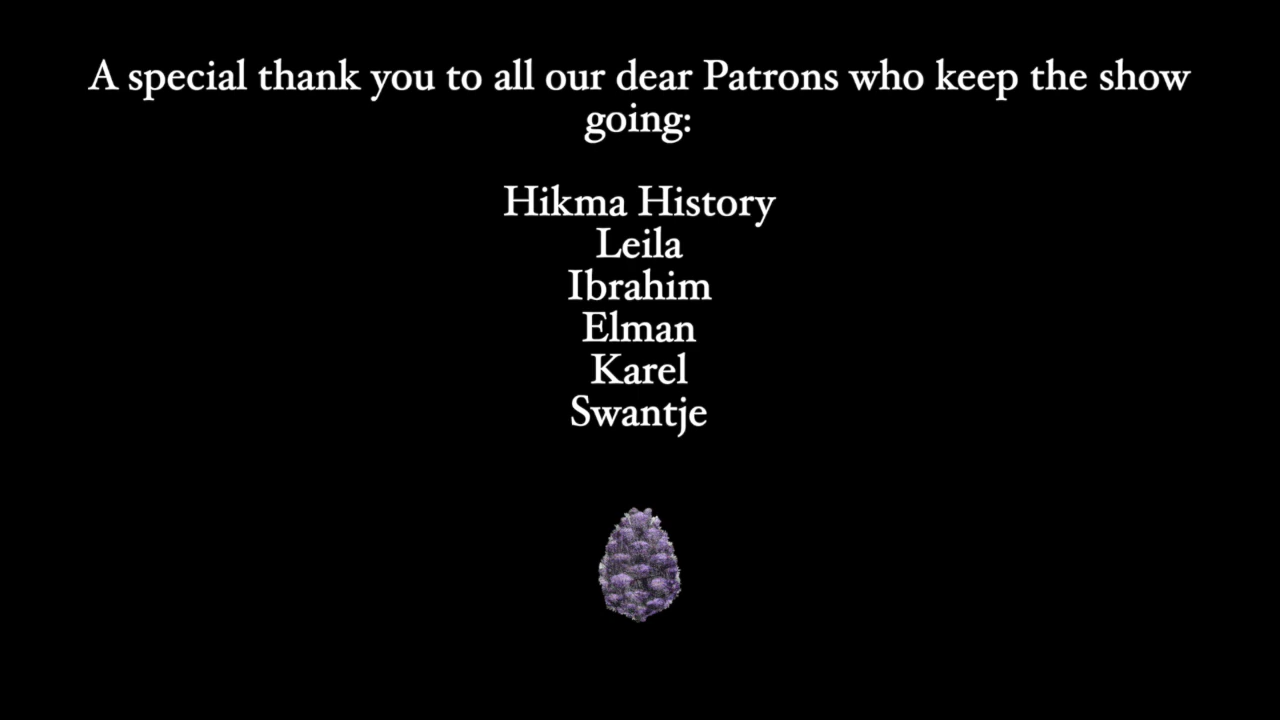 A special thank you to all our dear Patrons who keep the show
going:
Hikma History
Leila
Ibrahim
Elman
Karel
Swantje